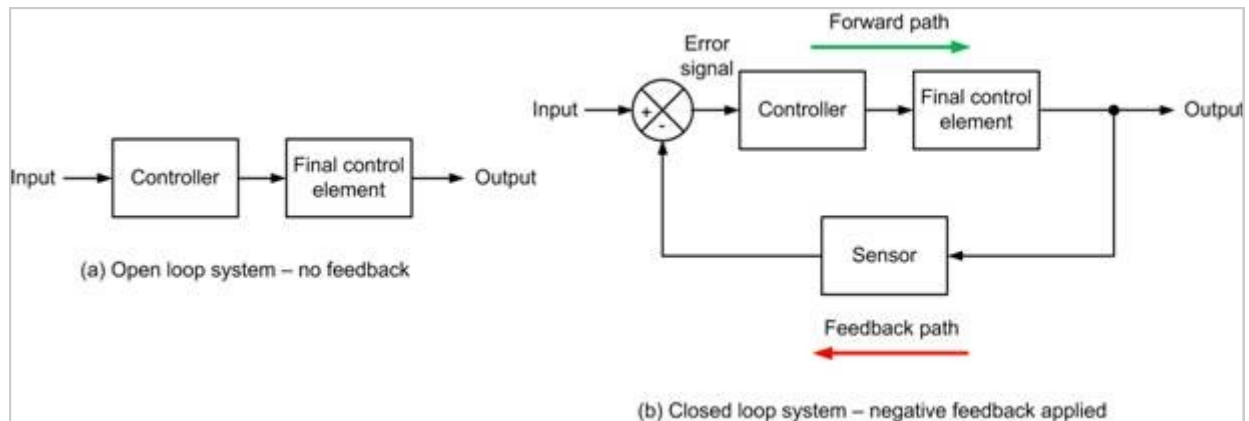 Input
Controller
Final control
element
Output
(a) Open loop system – no feedback
Forward path
Error
signal
Input
+
-
Controller
Final control
element
Output
Sensor
Feedback path
(b) Closed loop system – negative feedback applied